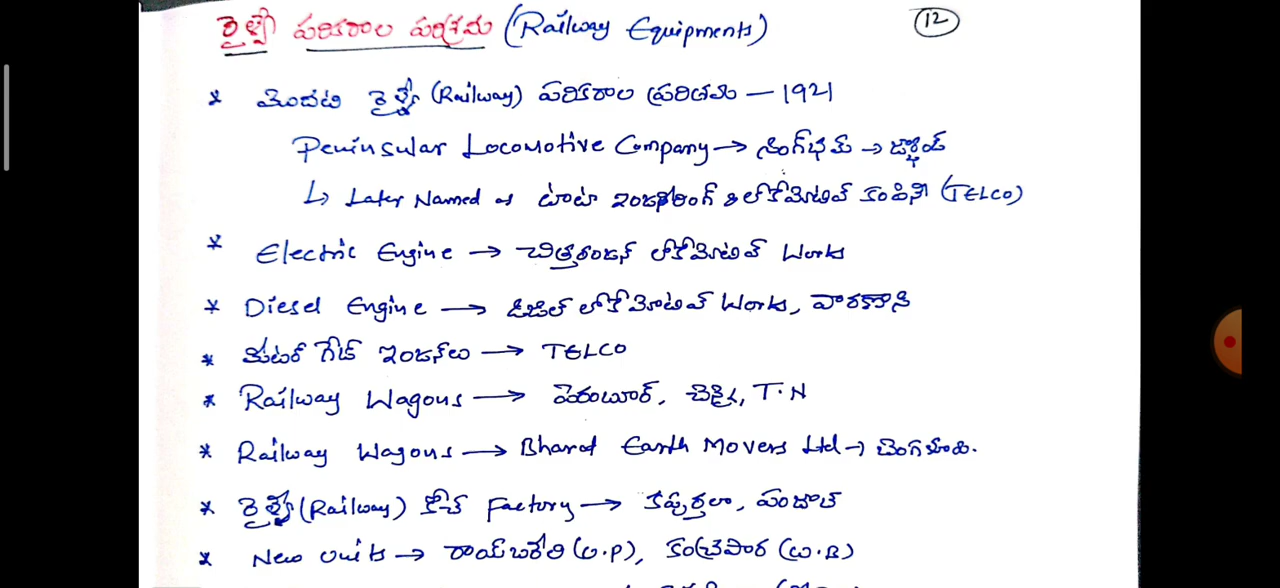 రైల్వే పరికరాల పరిశ్రమ (Railway Equipments) 12
* మొదటి రైల్వే (Railway) పరికరాల పరిశ్రమ – 1921
Peninsular Locomotive Company → సింగ్‌భమ్ → జార్ఖండ్
↳ Later Named as టాటా ఇంజనీరింగ్ & లోకోమోటివ్ కంపెనీ (TELCO)
* Electric Engine → చిత్తరంజన్ లోకోమోటివ్ Works
* Diesel Engine → డీజిల్ లోకోమోటివ్ Works, వారణాసి
* మీటర్ గేజ్ ఇంజన్‌లు → TELCO
* Railway Wagons → పెరంబూర్, చెన్నై, T.N
* Railway Wagons → Bharat Earth Movers Ltd → బెంగళూరు.
* రైల్వే (Railway) కోచ్ Factory → కపుర్తలా, పంజాబ్
* New Units → రాయ్‌బరేలి (U.P), కంచ్రపార (W.B)